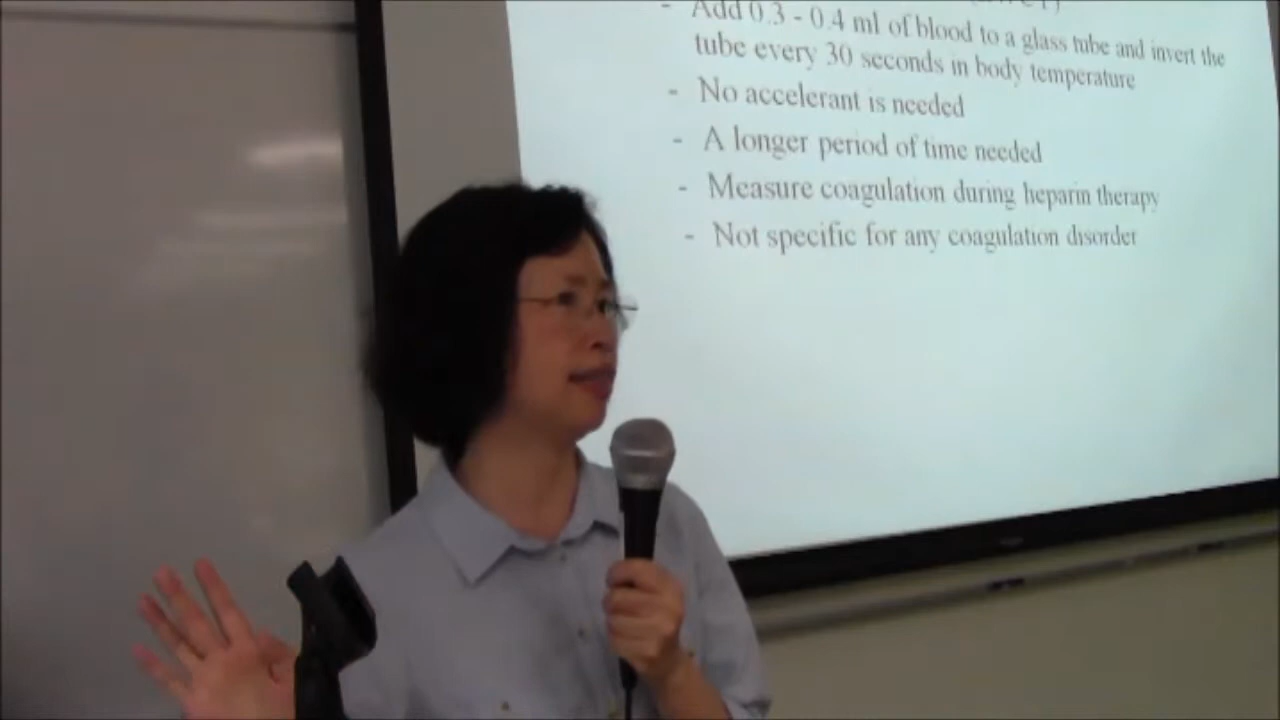 - Add 0.3 - 0.4 ml of blood to a glass tube and invert the
tube every 30 seconds in body temperature
- No accelerant is needed
- A longer period of time needed
- Measure coagulation during heparin therapy
- Not specific for any coagulation disorder